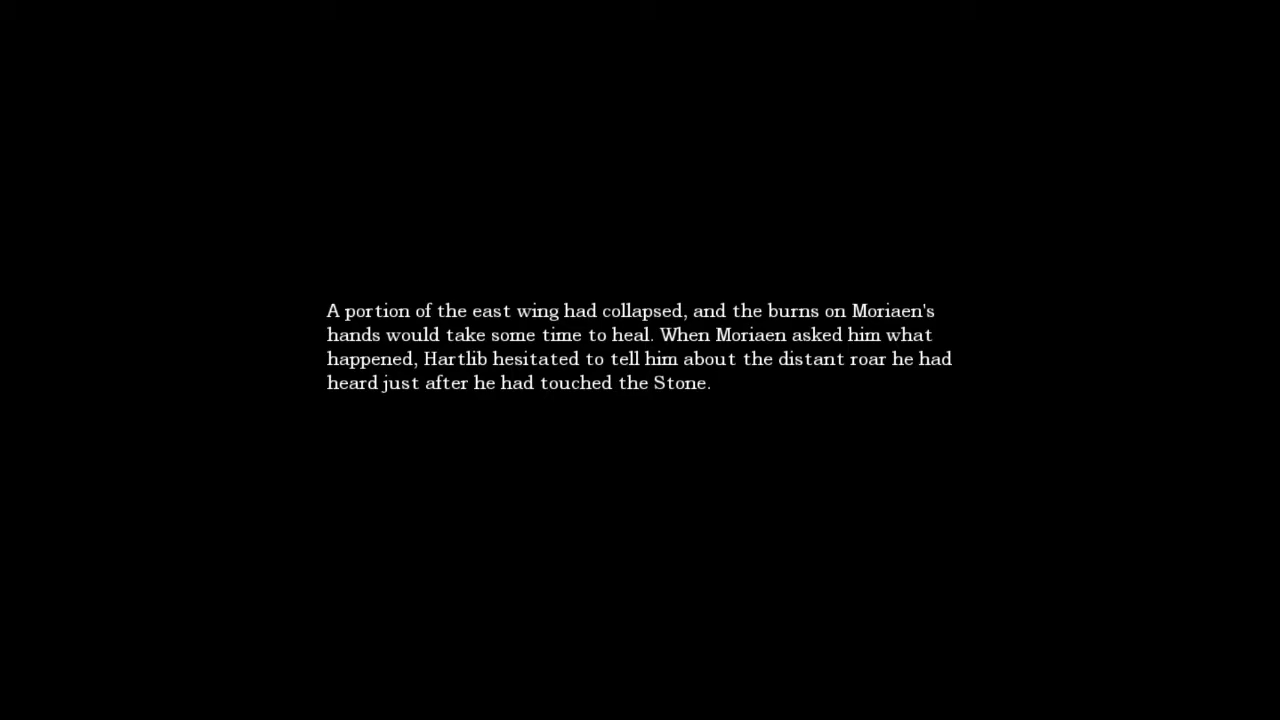 A portion of the east wing had collapsed, and the burns on Moriaen's
hands would take some time to heal. When Moriaen asked him what
happened, Hartlib hesitated to tell him about the distant roar he had
heard just after he had touched the Stone.